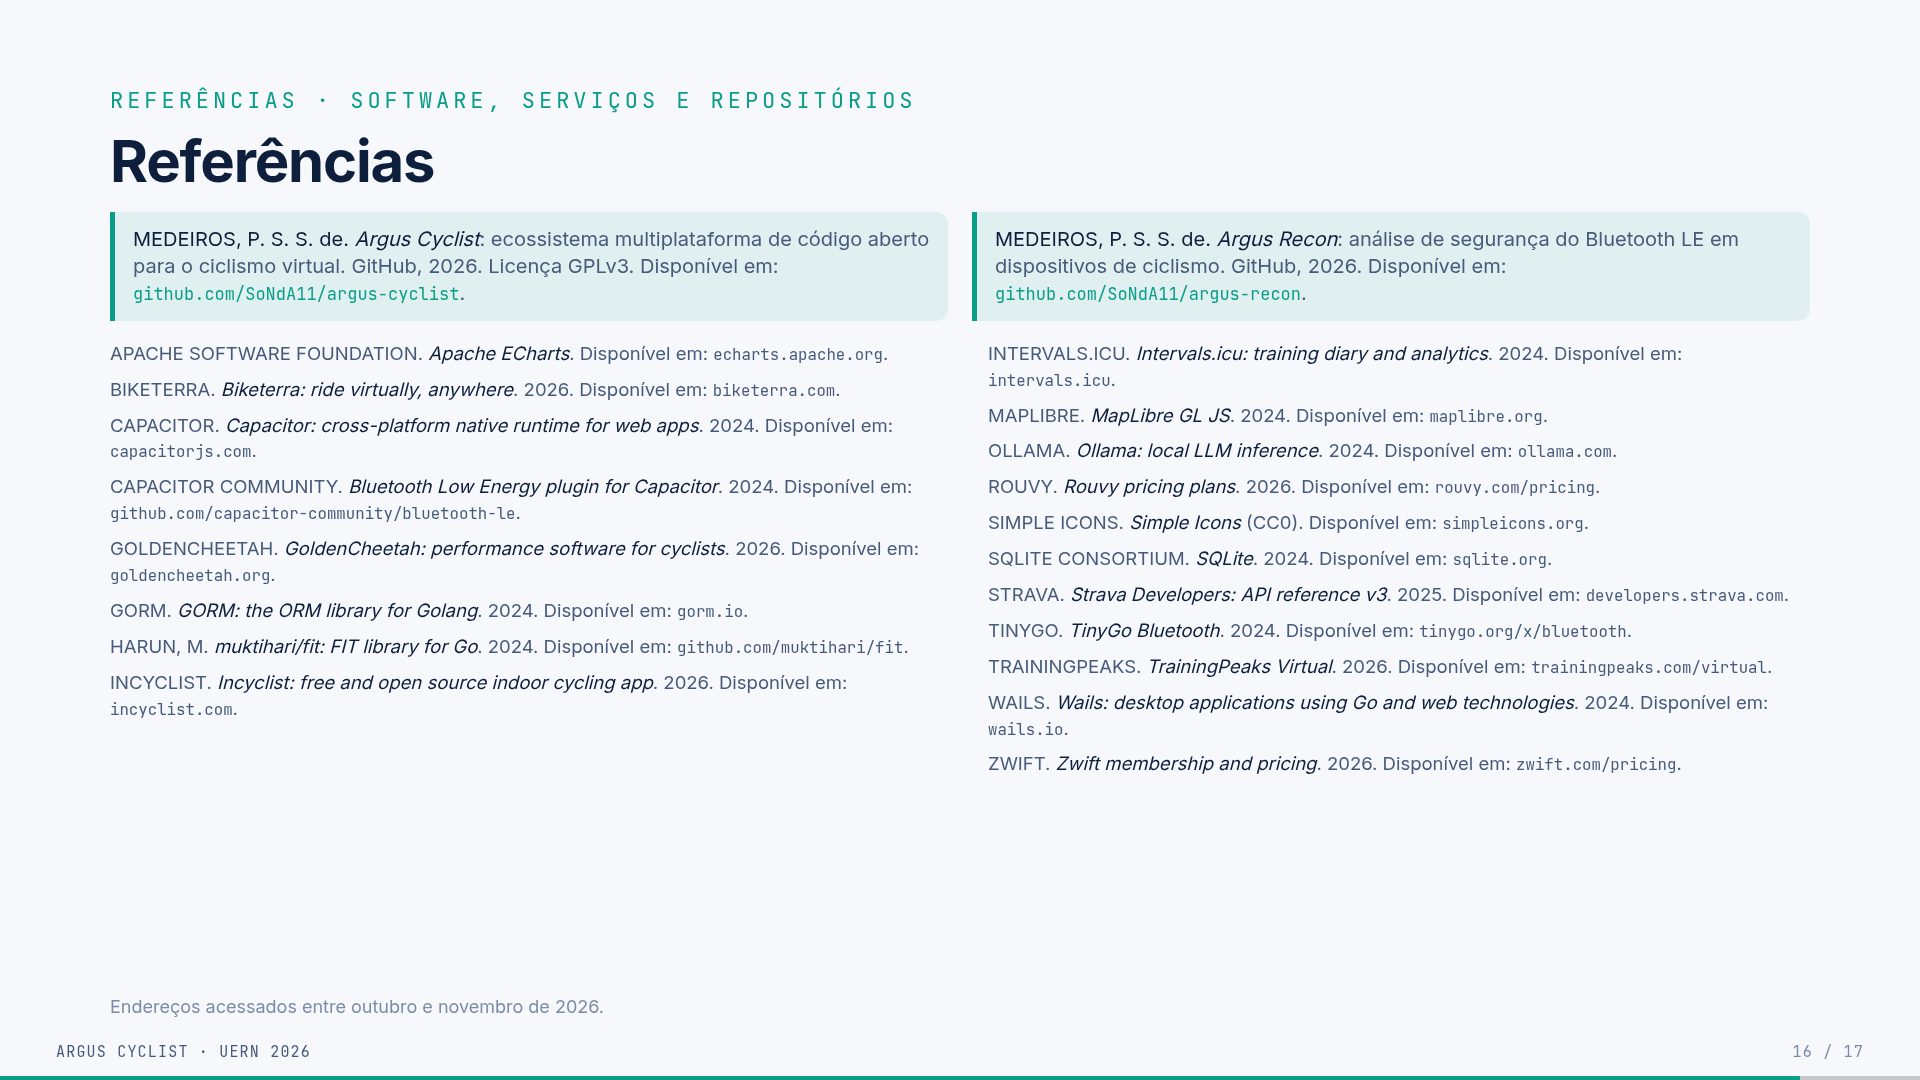 REFERÊNCIAS · SOFTWARE, SERVIÇOS E REPOSITÓRIOS
Referências
MEDEIROS, P. S. S. de. Argus Cyclist: ecossistema multiplataforma de código aberto
para o ciclismo virtual. GitHub, 2026. Licença GPLv3. Disponível em:
github.com/SoNdA11/argus-cyclist.
MEDEIROS, P. S. S. de. Argus Recon: análise de segurança do Bluetooth LE em
dispositivos de ciclismo. GitHub, 2026. Disponível em:
github.com/SoNdA11/argus-recon.
APACHE SOFTWARE FOUNDATION. Apache ECharts. Disponível em: echarts.apache.org.
BIKETERRA. Biketerra: ride virtually, anywhere. 2026. Disponível em: biketerra.com.
CAPACITOR. Capacitor: cross-platform native runtime for web apps. 2024. Disponível em:
capacitorjs.com.
CAPACITOR COMMUNITY. Bluetooth Low Energy plugin for Capacitor. 2024. Disponível em:
github.com/capacitor-community/bluetooth-le.
GOLDENCHEETAH. GoldenCheetah: performance software for cyclists. 2026. Disponível em:
goldencheetah.org.
GORM. GORM: the ORM library for Golang. 2024. Disponível em: gorm.io.
HARUN, M. muktihari/fit: FIT library for Go. 2024. Disponível em: github.com/muktihari/fit.
INCYCLIST. Incyclist: free and open source indoor cycling app. 2026. Disponível em:
incyclist.com.
INTERVALS.ICU. Intervals.icu: training diary and analytics. 2024. Disponível em:
intervals.icu.
MAPLIBRE. MapLibre GL JS. 2024. Disponível em: maplibre.org.
OLLAMA. Ollama: local LLM inference. 2024. Disponível em: ollama.com.
ROUVY. Rouvy pricing plans. 2026. Disponível em: rouvy.com/pricing.
SIMPLE ICONS. Simple Icons (CC0). Disponível em: simpleicons.org.
SQLITE CONSORTIUM. SQLite. 2024. Disponível em: sqlite.org.
STRAVA. Strava Developers: API reference v3. 2025. Disponível em: developers.strava.com.
TINYGO. TinyGo Bluetooth. 2024. Disponível em: tinygo.org/x/bluetooth.
TRAININGPEAKS. TrainingPeaks Virtual. 2026. Disponível em: trainingpeaks.com/virtual.
WAILS. Wails: desktop applications using Go and web technologies. 2024. Disponível em:
wails.io.
ZWIFT. Zwift membership and pricing. 2026. Disponível em: zwift.com/pricing.
Endereços acessados entre outubro e novembro de 2026.
ARGUS CYCLIST · UERN 2026
16 / 17